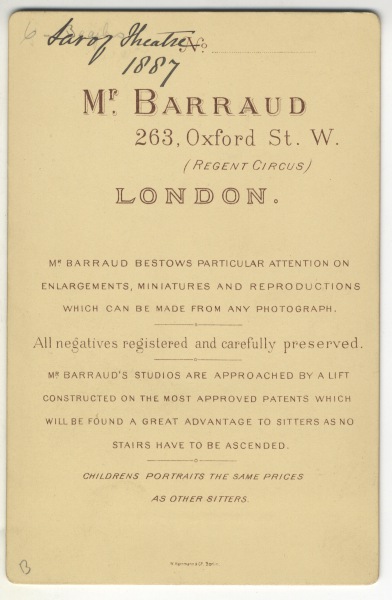 Savoy Theatre No
1887
Mr. BARRAUD
263, Oxford St. W.
(REGENT CIRCUS)
LONDON.
MR BARRAUD BESTOWS PARTICULAR ATTENTION ON
ENLARGEMENTS, MINIATURES AND REPRODUCTIONS
WHICH CAN BE MADE FROM ANY PHOTOGRAPH.
All negatives registered and carefully preserved.
MR BARRAUD'S STUDIOS ARE APPROACHED BY A LIFT
CONSTRUCTED ON THE MOST APPROVED PATENTS WHICH
WILL BE FOUND A GREAT ADVANTAGE TO SITTERS AS NO
STAIRS HAVE TO BE ASCENDED.
CHILDRENS PORTRAITS THE SAME PRICES
AS OTHER SITTERS.
B